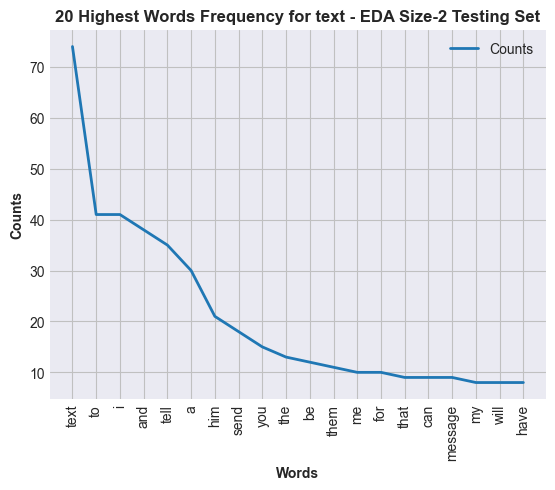 20 Highest Words Frequency for text - EDA Size-2 Testing Set
Counts
Counts
70
60
50
40
30
20
10
text
to
i
and
tell
a
him
send
you
the
be
them
me
for
that
can
message
my
will
have
Words